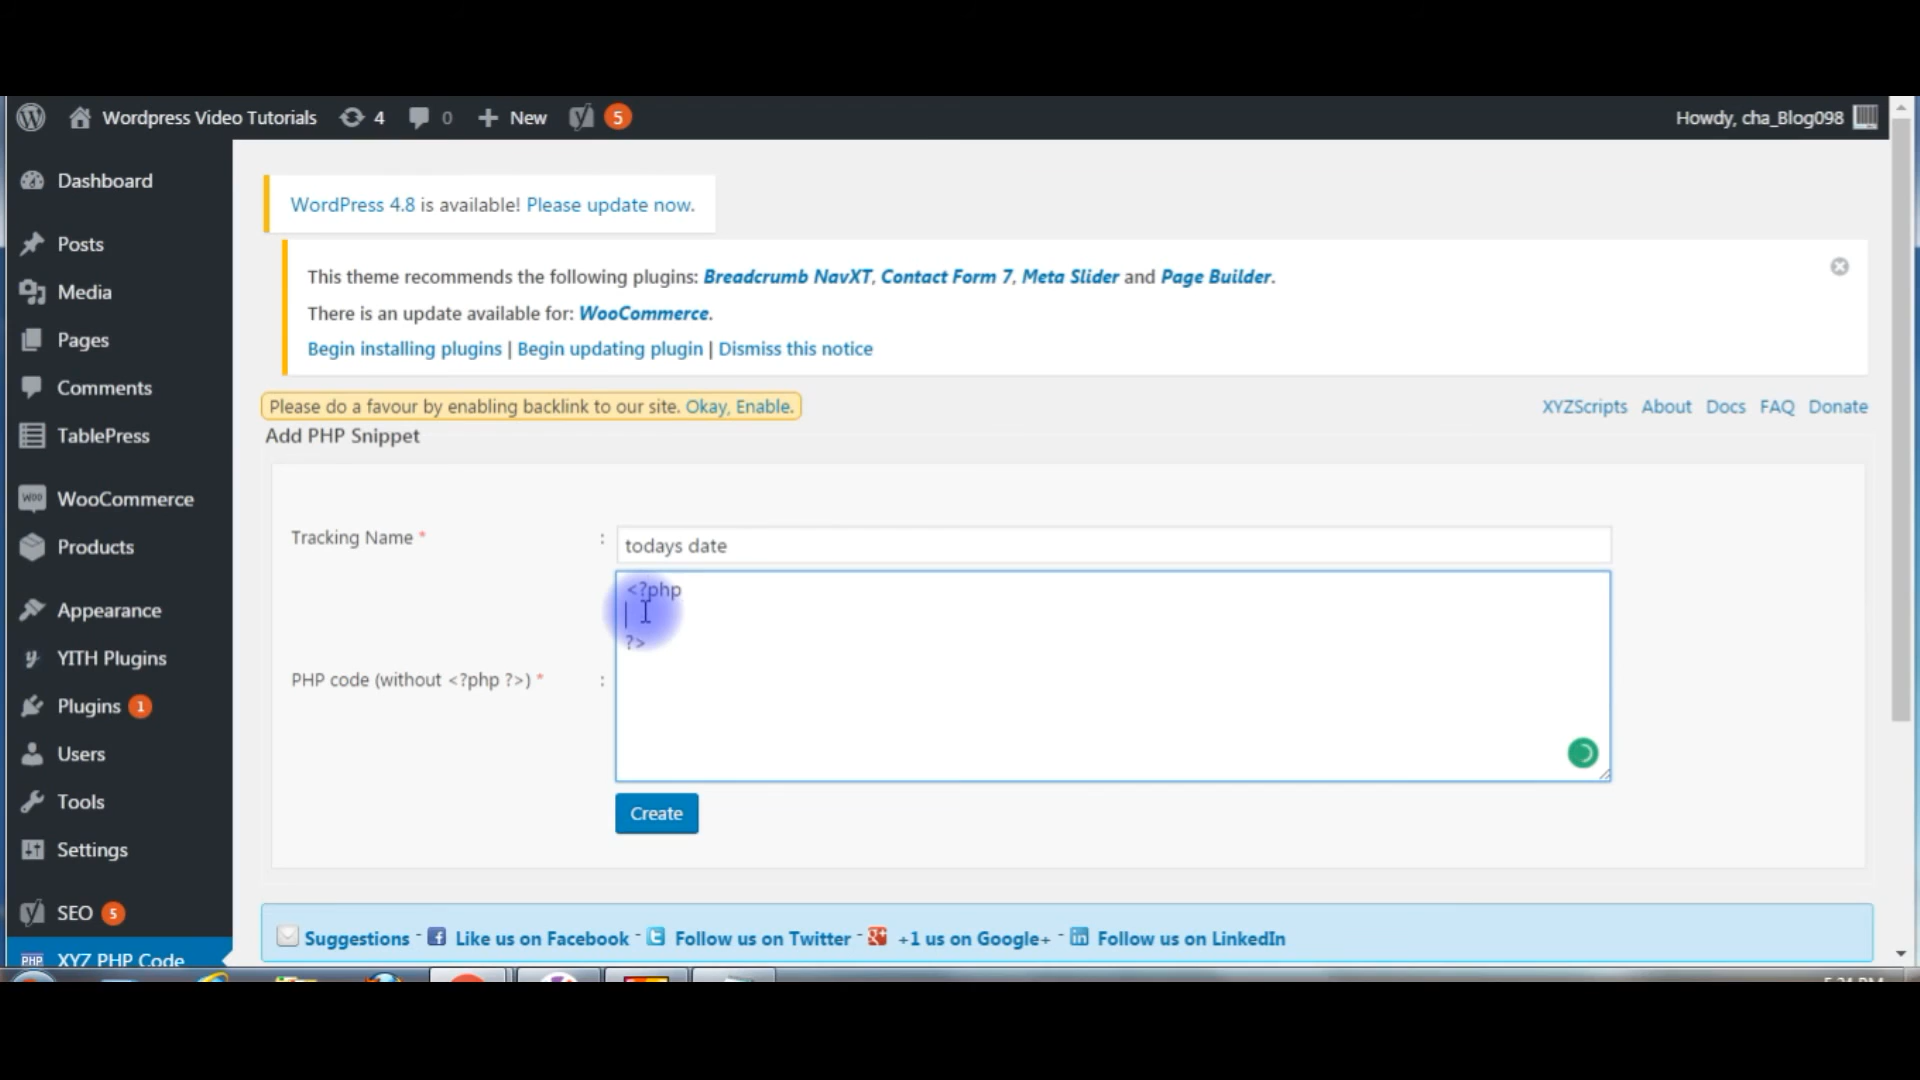 Wordpress Video Tutorials 4 0 New 5 Howdy, cha_Blog098
Dashboard
Posts
Media
Pages
Comments
TablePress
WooCommerce
Products
Appearance
YITH Plugins
Plugins 1
Users
Tools
Settings
SEO 5
PHP XYZ PHP Code
WordPress 4.8 is available! Please update now.
This theme recommends the following plugins: Breadcrumb NavXT, Contact Form 7, Meta Slider and Page Builder.
There is an update available for: WooCommerce.
Begin installing plugins | Begin updating plugin | Dismiss this notice
Please do a favour by enabling backlink to our site. Okay, Enable.
XYZScripts About Docs FAQ Donate
Add PHP Snippet
Tracking Name * : todays date
<?php
?>
PHP code (without <?php ?>) * :
Create
Suggestions - Like us on Facebook - Follow us on Twitter - +1 us on Google+ - Follow us on LinkedIn